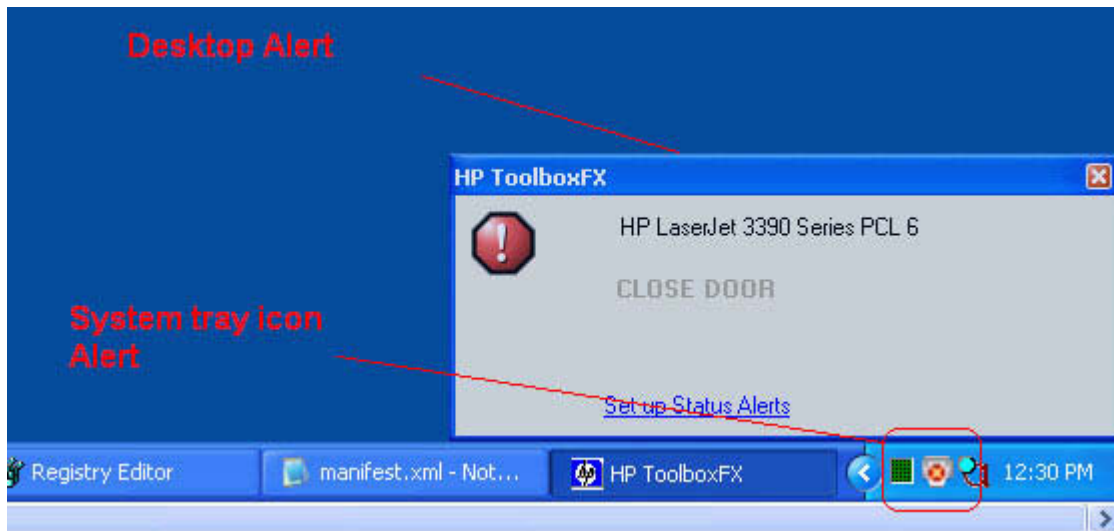 Desktop Alert
HP ToolboxFX
HP LaserJet 3390 Series PCL 6
CLOSE DOOR
System tray icon
Alert
Set up Status Alerts
Registry Editor
manifest.xml - Not...
hp
HP ToolboxFX
12:30 PM